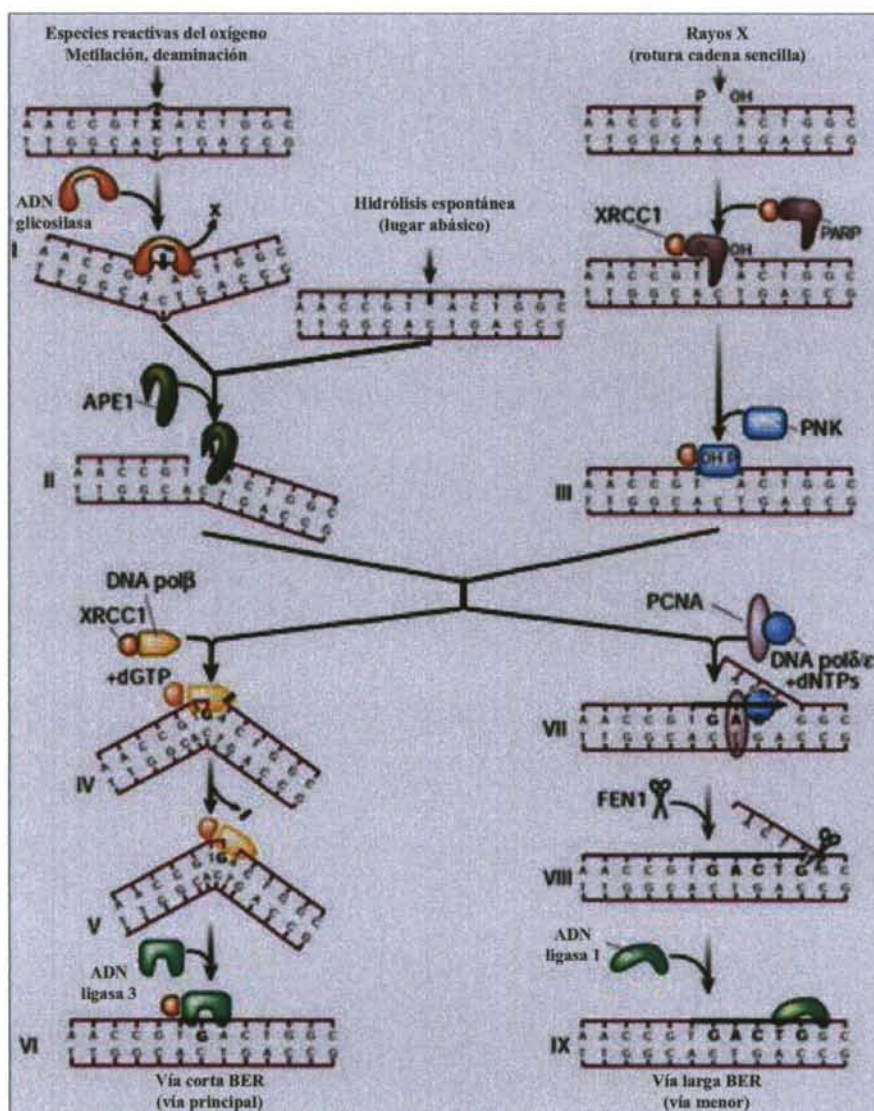 Especies reactivas del oxígeno
Metilación, deaminación
Rayos X
(rotura cadena sencilla)
P OH
A A C C G T X A C T G G C
T T G G C A C T G A C C G
A A C C G T A C T G G C
T T G G C A C T G A C C G
ADN
glicosilasa
X
I
Hidrólisis espontánea
(lugar abásico)
XRCC1
PARP
OH
A A C C G T A C T G G C
T T G G C A C T G A C C G
A A C C G T A C T G G C
T T G G C A C T G A C C G
APE1
II
A A C C G T A C T G G C
T T G G C A C T G A C C G
PNK
OH P
III
A A C C G T A C T G G C
T T G G C A C T G A C C G
DNA polβ
XRCC1
+dGTP
IV
PCNA
DNA polδ/ε
+dNTPs
VII
A A C C G T G A
T T G G C A C T G A C C G
V
FEN1
VIII
A A C C G T G A C T G G C
T T G G C A C T G A C C G
ADN
ligasa 3
VI
A A C C G T G A C T G G C
T T G G C A C T G A C C G
Vía corta BER
(vía principal)
ADN
ligasa 1
IX
A A C C G T G A C T G G C
T T G G C A C T G A C C G
Vía larga BER
(vía menor)